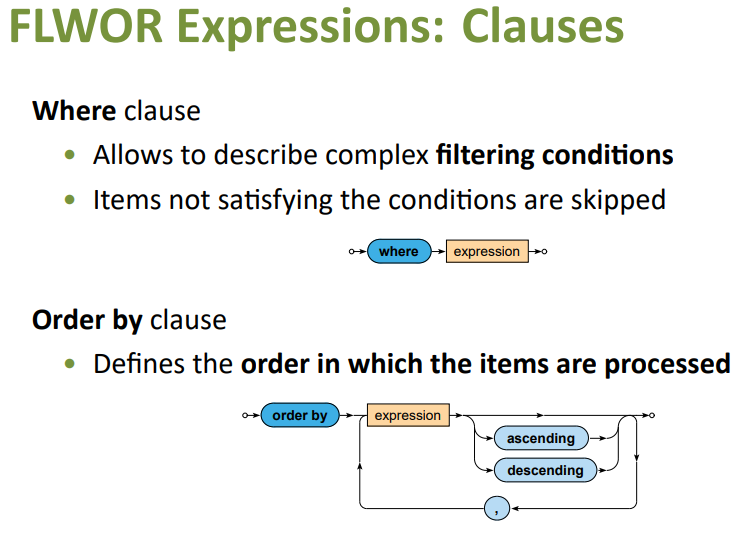 FLWOR Expressions: Clauses
Where clause
• Allows to describe complex filtering conditions
• Items not satisfying the conditions are skipped
where expression
Order by clause
• Defines the order in which the items are processed
order by expression
ascending
descending
,